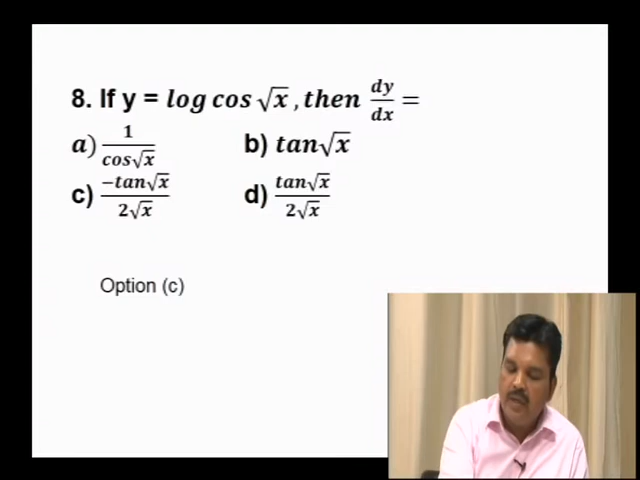 8. If y = log cos √x , then dy/dx =
a) 1/cos√x b) tan√x
c) -tan√x/2√x d) tan√x/2√x
Option (c)